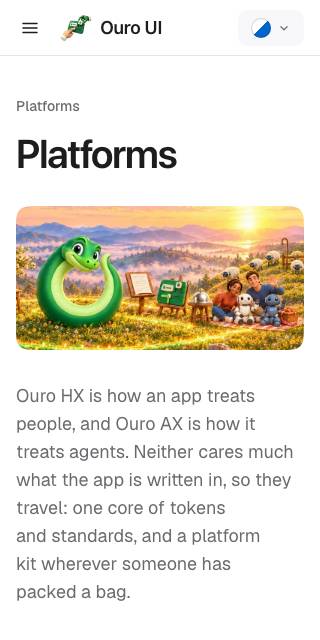 Ouro UI
Platforms
Platforms
Ouro HX is how an app treats
people, and Ouro AX is how it
treats agents. Neither cares much
what the app is written in, so they
travel: one core of tokens
and standards, and a platform
kit wherever someone has
packed a bag.